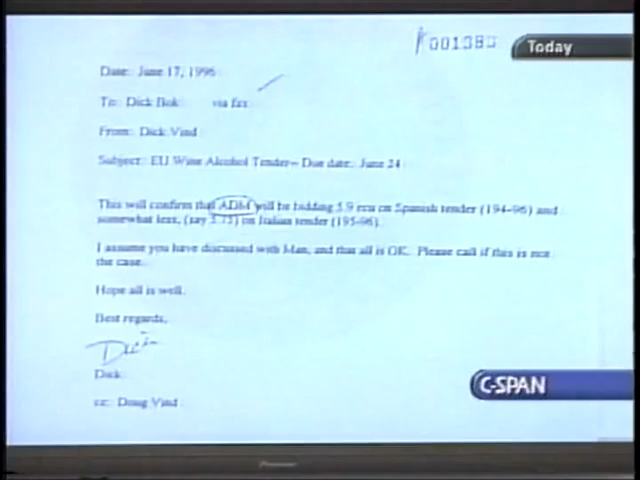 001380
Today
Date: June 17, 1996
To: Dick Bok via fax
From: Dick Vind
Subject: EU Wine Alcohol Tender-- Due date: June 24
This will confirm that ADM will be bidding 5.9 ecu on Spanish tender (194-96) and
somewhat less, (say 5.75) on Italian tender (195-96).
I assume you have discussed with Man, and that all is OK. Please call if this is not
the case.
Hope all is well.
Best regards,
Dick
Dick
C-SPAN
cc: Doug Vind